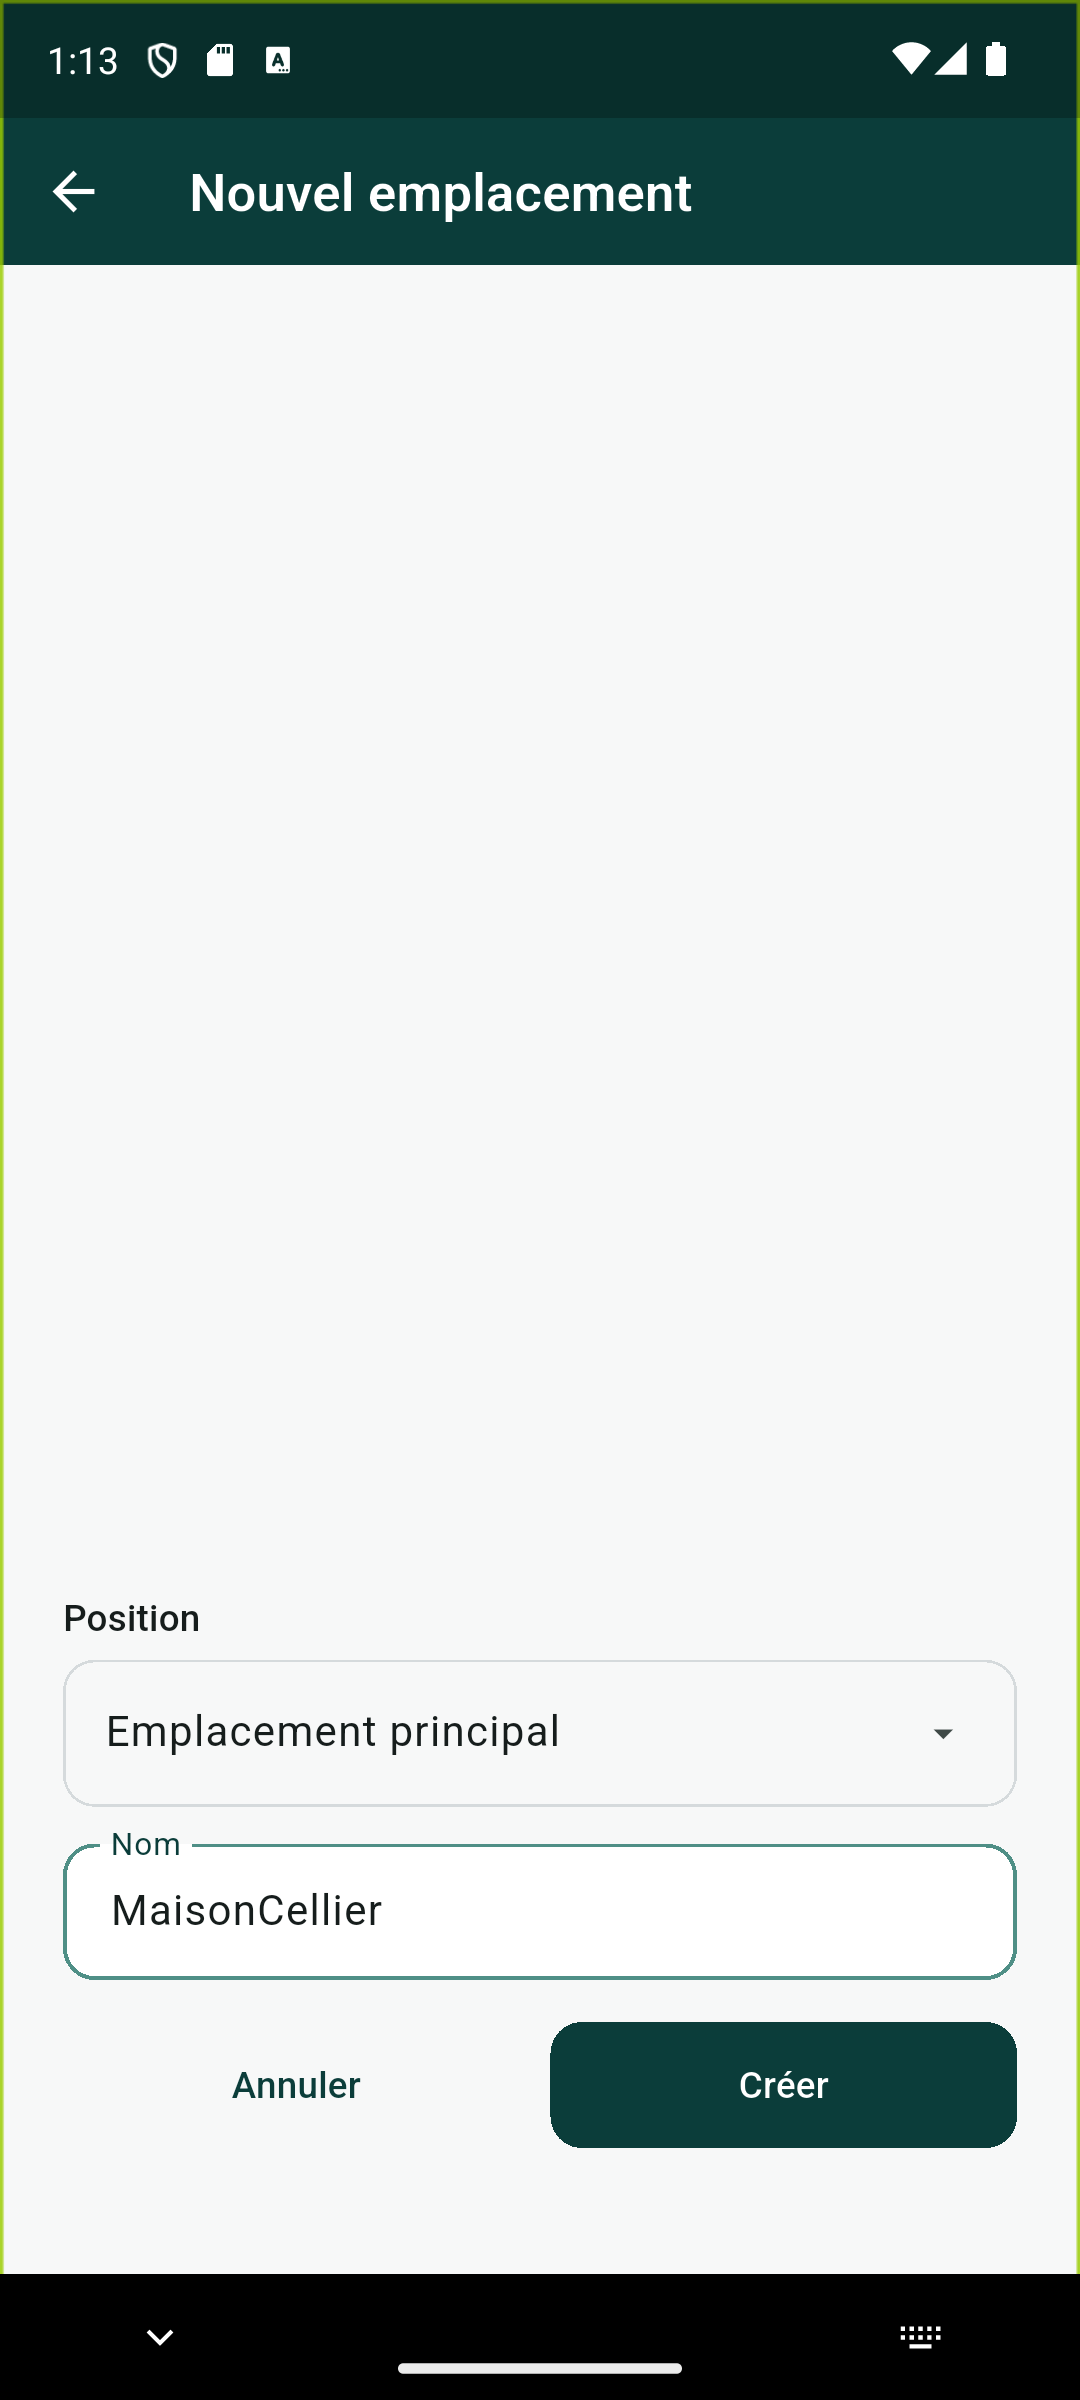 1:13
Nouvel emplacement
Position
Emplacement principal
Nom
MaisonCellier
Annuler
Créer